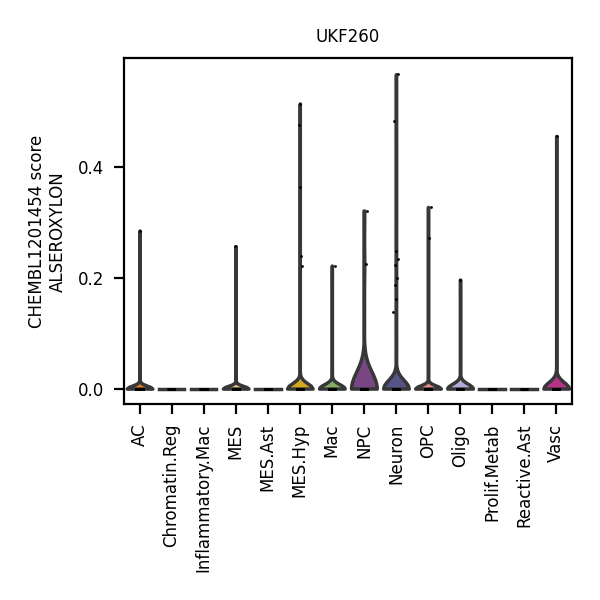 UKF260
CHEMBL1201454 score
ALSEROXYLON
0.4
0.2
0.0
AC
Chromatin.Reg
Inflammatory.Mac
MES
MES.Ast
MES.Hyp
Mac
NPC
Neuron
OPC
Oligo
Prolif.Metab
Reactive.Ast
Vasc